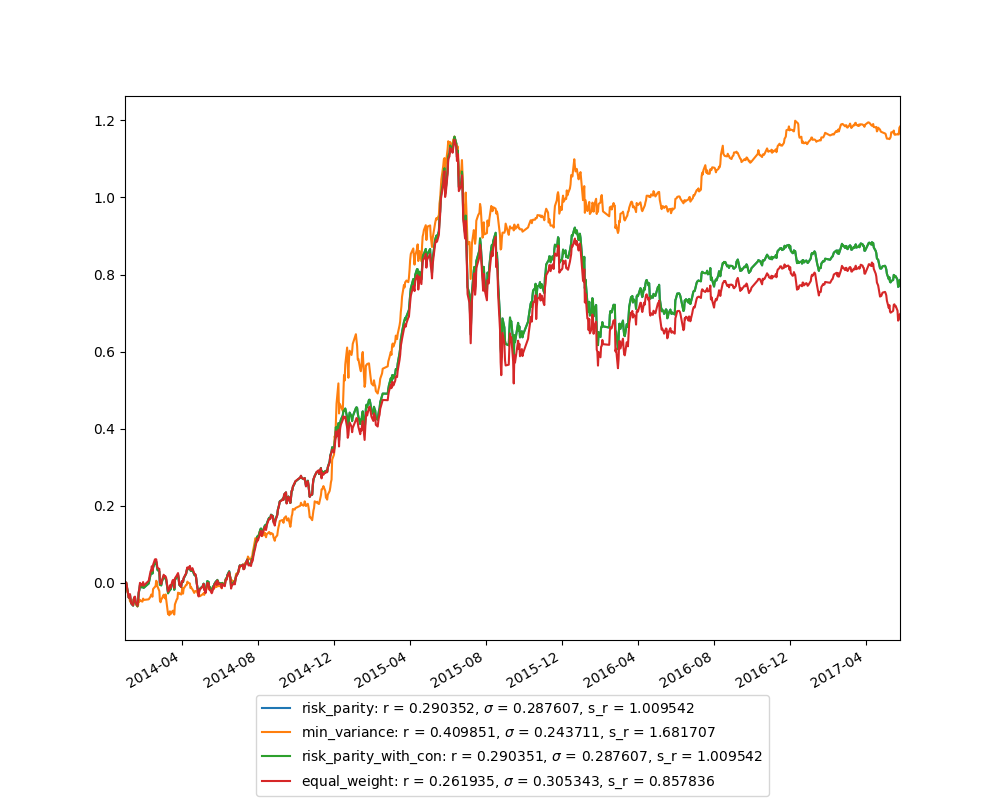 1.2
1.0
0.8
0.6
0.4
0.2
0.0
2014-04 2014-08 2014-12 2015-04 2015-08 2015-12 2016-04 2016-08 2016-12 2017-04
risk_parity: r = 0.290352, σ = 0.287607, s_r = 1.009542
min_variance: r = 0.409851, σ = 0.243711, s_r = 1.681707
risk_parity_with_con: r = 0.290351, σ = 0.287607, s_r = 1.009542
equal_weight: r = 0.261935, σ = 0.305343, s_r = 0.857836